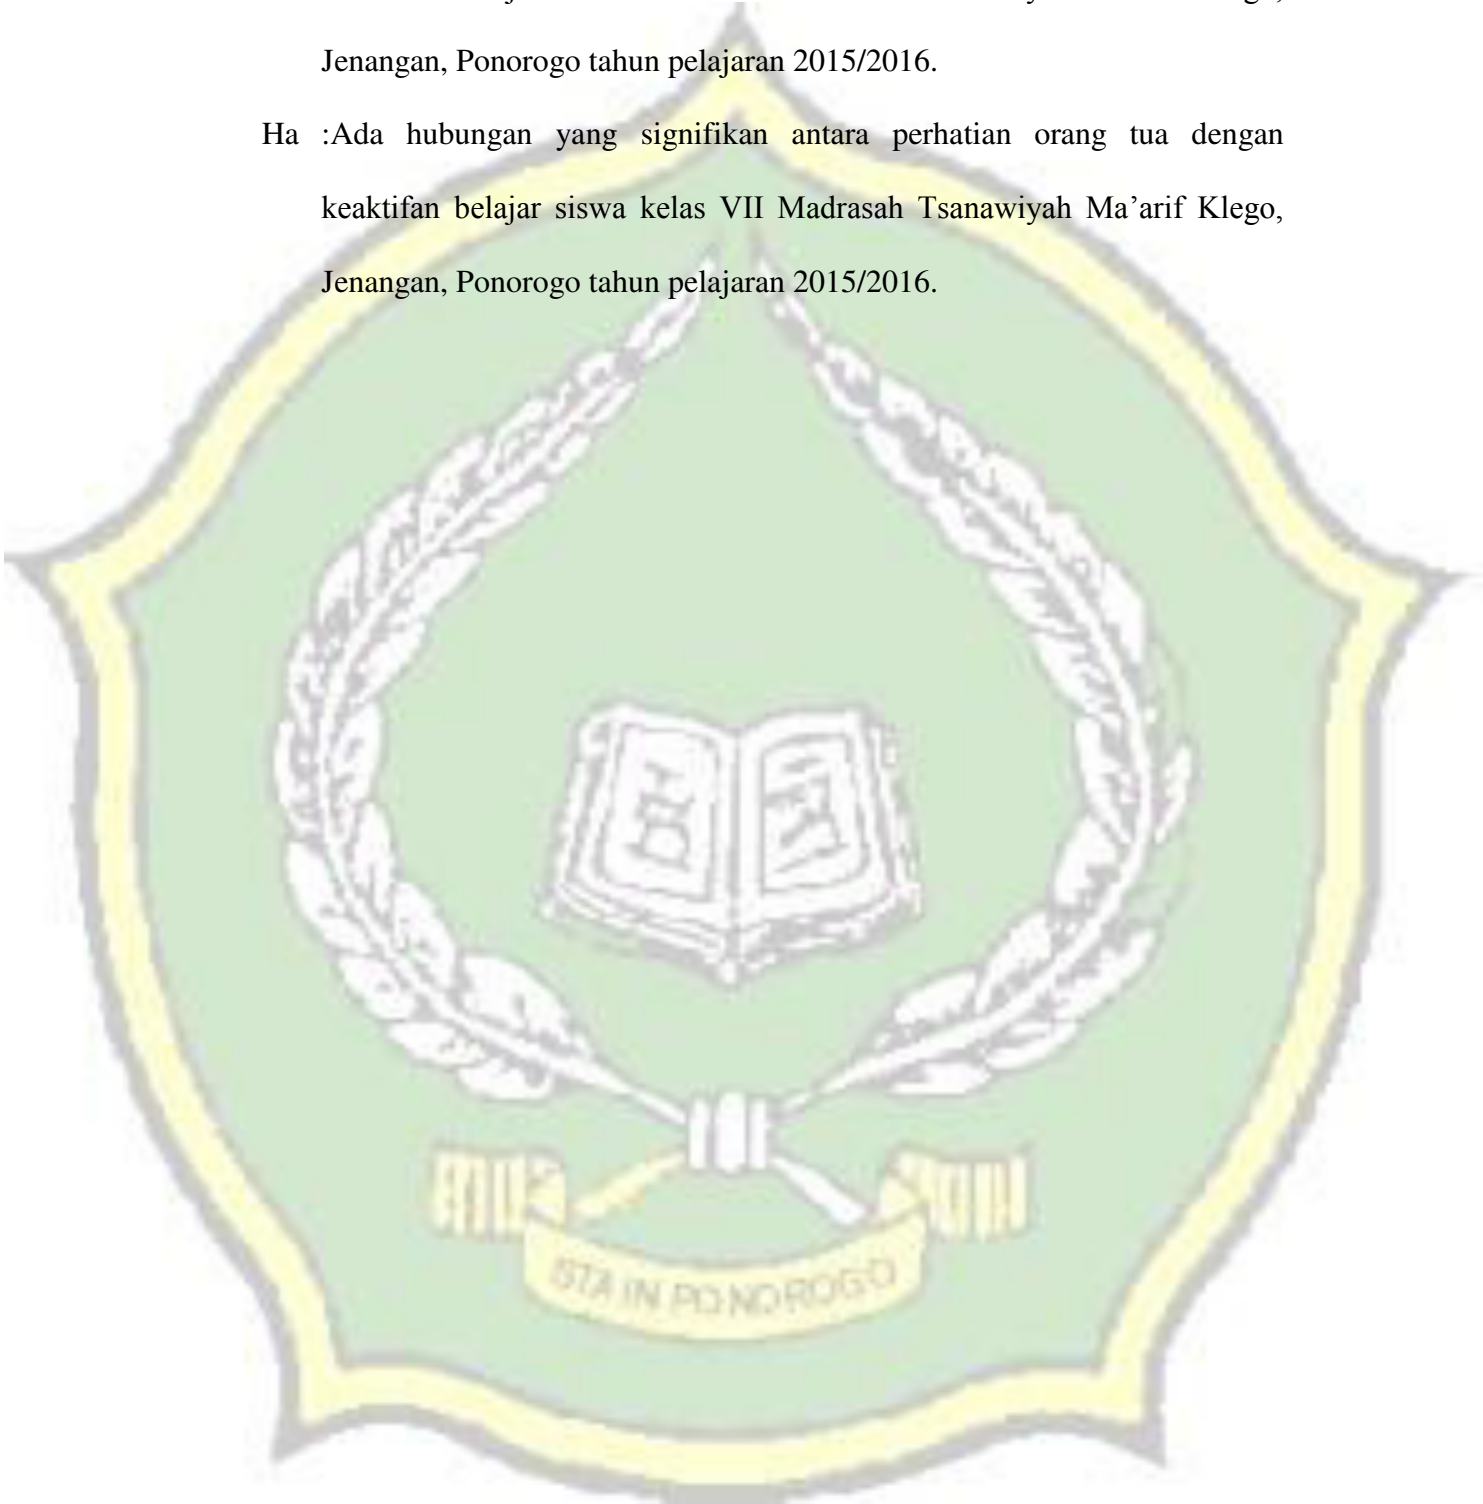 Jenangan, Ponorogo tahun pelajaran 2015/2016.
Ha :Ada hubungan yang signifikan antara perhatian orang tua dengan
keaktifan belajar siswa kelas VII Madrasah Tsanawiyah Ma’arif Klego,
Jenangan, Ponorogo tahun pelajaran 2015/2016.
STAIN PONOROGO